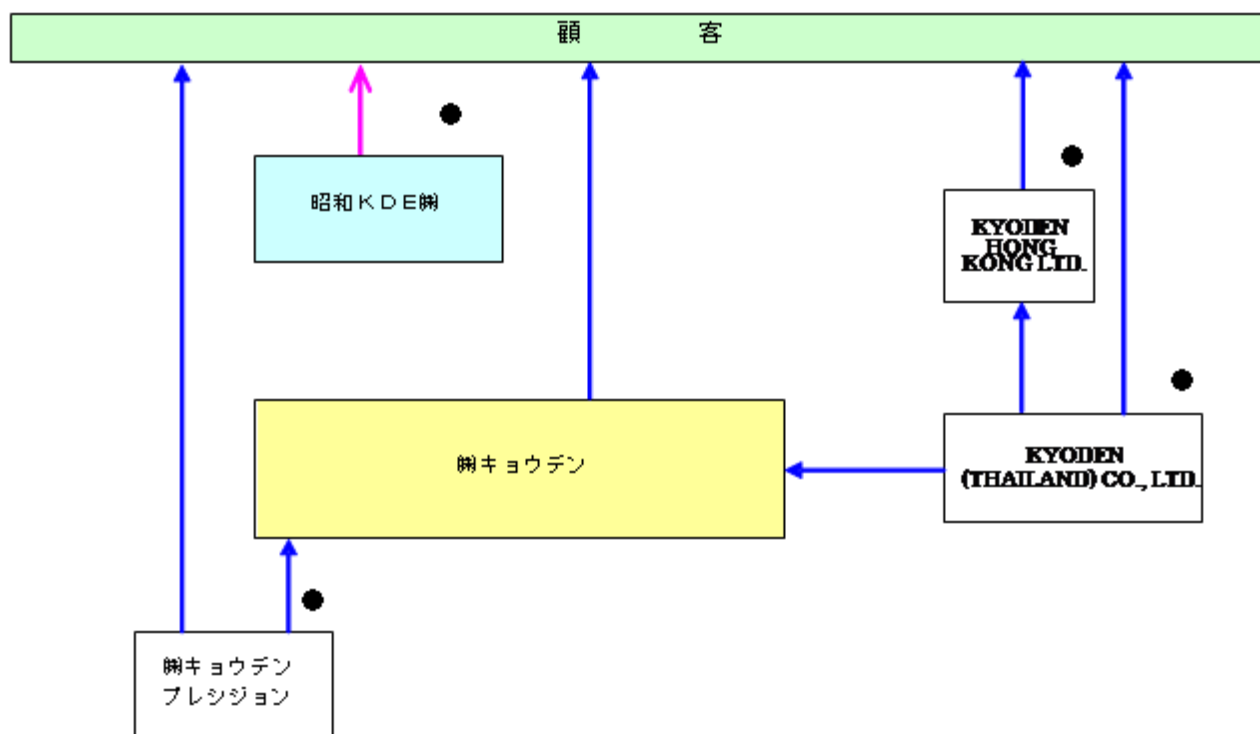 顧　客
昭和ＫＤＥ㈱
KYODEN
HONG
KONG LTD.
㈱キョウデン
KYODEN
(THAILAND) CO., LTD.
㈱キョウデン
プレシジョン